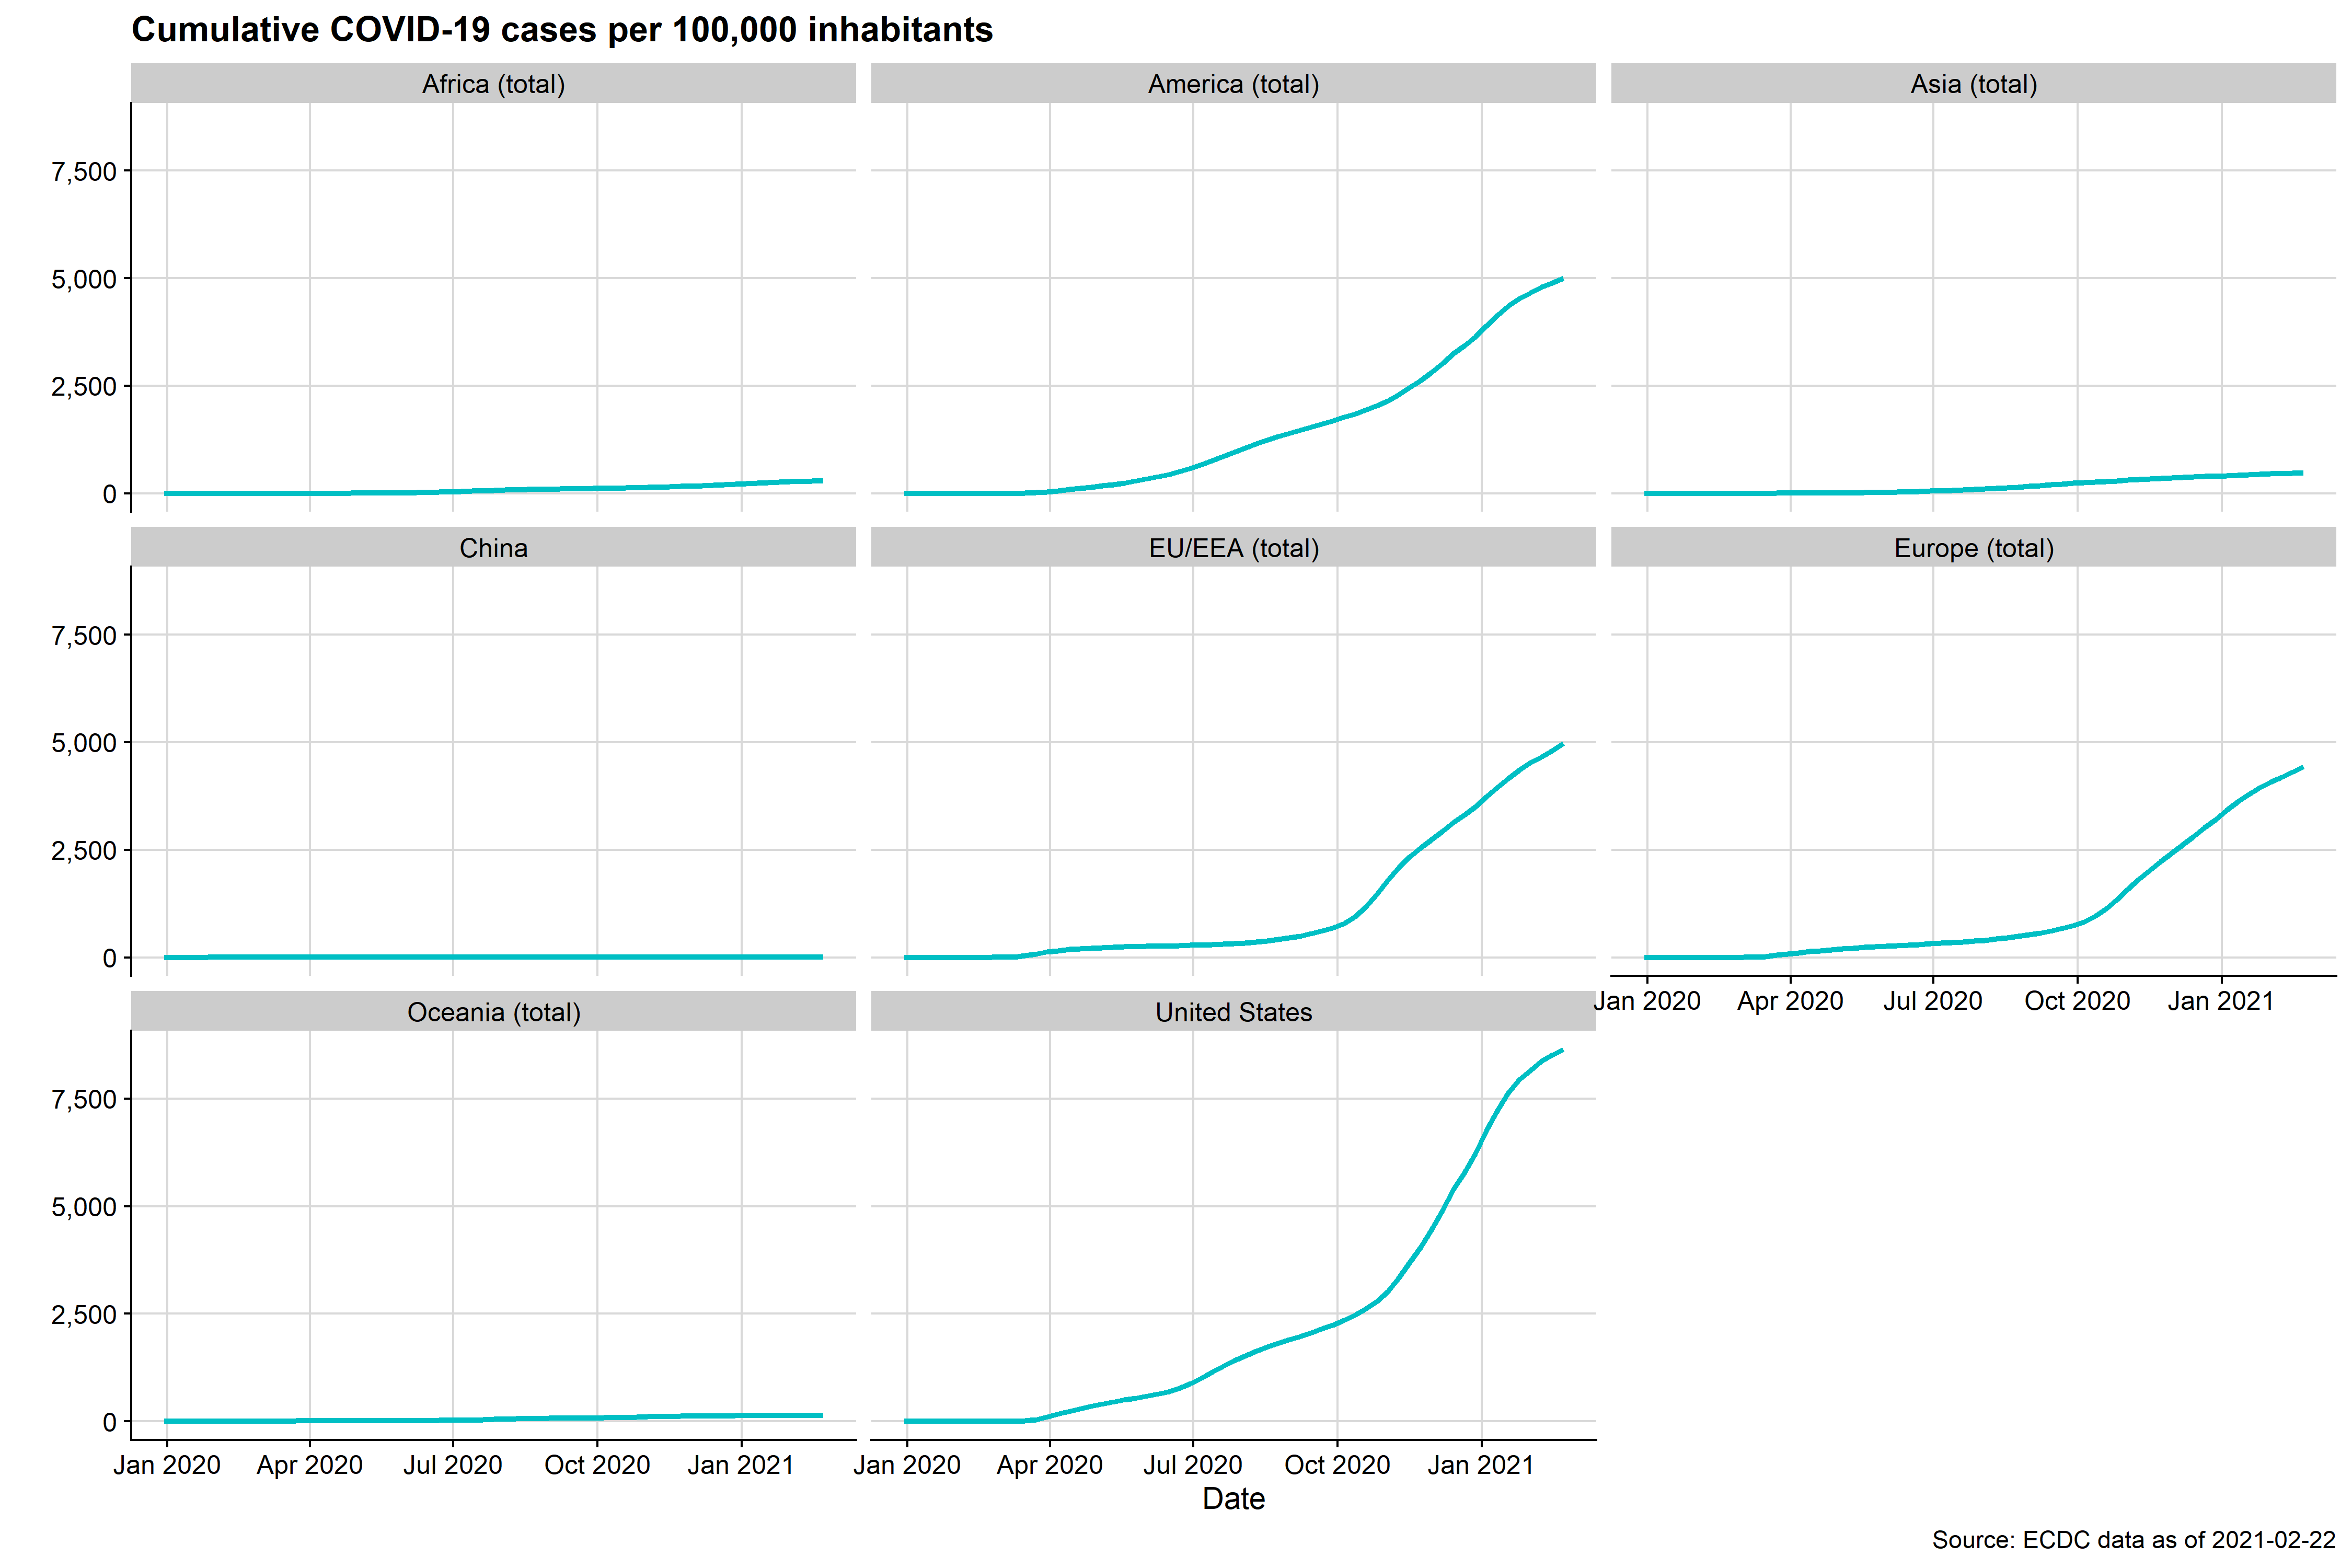 Cumulative COVID-19 cases per 100,000 inhabitants
Africa (total)
America (total)
Asia (total)
7,500
5,000
2,500
0
China
EU/EEA (total)
Europe (total)
7,500
5,000
2,500
0
Jan 2020 Apr 2020 Jul 2020 Oct 2020 Jan 2021
Oceania (total)
United States
7,500
5,000
2,500
0
Jan 2020 Apr 2020 Jul 2020 Oct 2020 Jan 2021
Jan 2020 Apr 2020 Jul 2020 Oct 2020 Jan 2021
Date
Source: ECDC data as of 2021-02-22